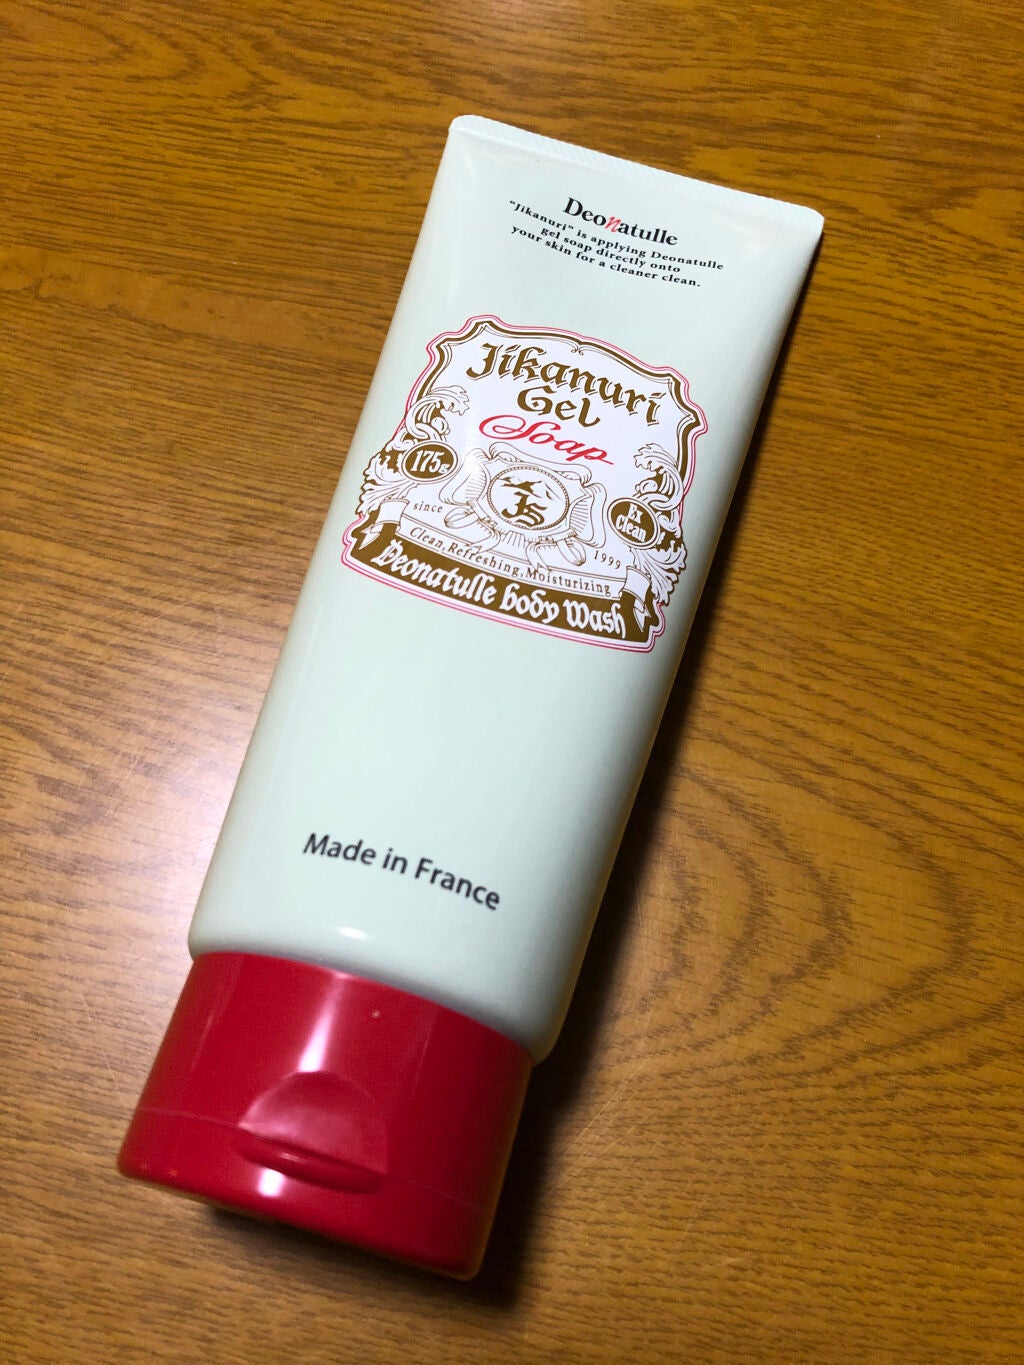 Deonatulle
"Jikanuri" is applying Deonatulle
gel soap directly onto
your skin for a cleaner clean.
Jikanuri
Gel
Soap
175g
JS
Ex
Clean
since
1999
Clean,Refreshing,Moisturizing
Deonatulle body Wash
Made in France